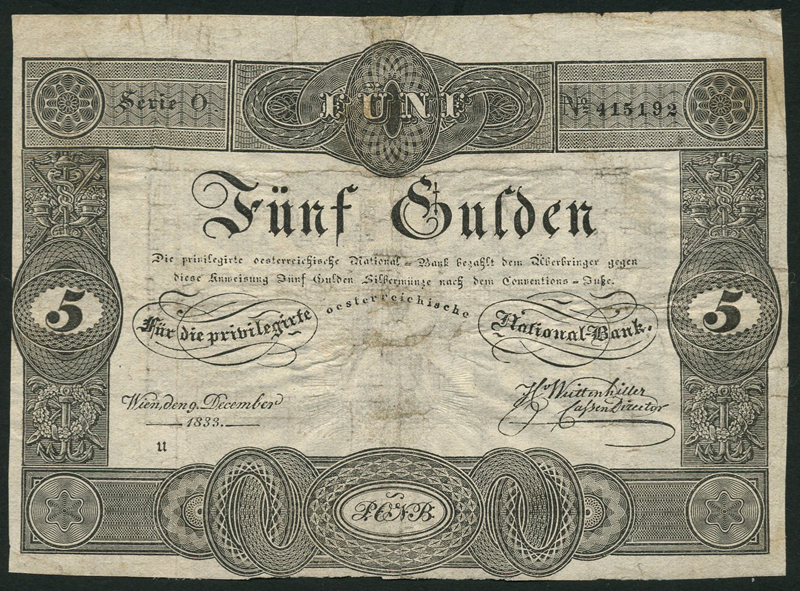 Serie O
FÜNF
No 415192
Fünf Gulden
Die privilegirte oesterreichische National-Bank bezahlt dem Überbringer gegen
diese Anweisung Fünf Gulden Silbermünze nach dem Conventions-Fuße.
5
5
Für die privilegirte
oesterreichische
National-Bank.
Wien, den 9. December
1833.
Cassen Director
u
P.O.N.B.